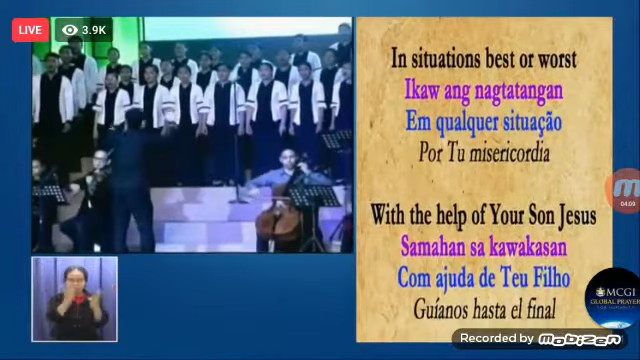 LIVE
3.9K
In situations best or worst
Ikaw ang nagtatangan
Em qualquer situação
Por Tu misericordia
With the help of Your Son Jesus
Samahan sa kawakasan
Com ajuda de Teu Filho
Guíanos hasta el final
04:09
MCGI
GLOBAL PRAYER
Recorded by
MOBIZEN